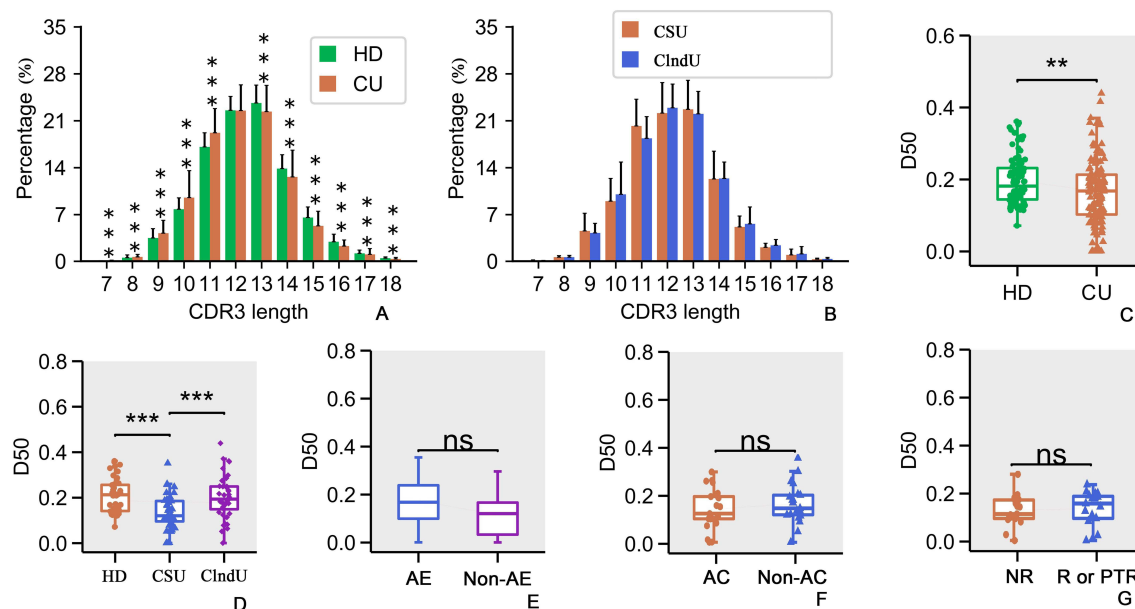 35
28
21
14
7
0
Percentage (%)
HD
CU
*** *** *** *** *** *** *** *** *** *** ***
7 8 9 10 11 12 13 14 15 16 17 18
CDR3 length
A
35
28
21
14
7
0
Percentage (%)
CSU
ClndU
7 8 9 10 11 12 13 14 15 16 17 18
CDR3 length
B
0.6
0.4
0.2
0.0
D50
**
HD CU
C
0.8
0.6
0.4
0.2
0.0
D50
*** ***
HD CSU ClndU
D
0.8
0.6
0.4
0.2
0.0
D50
ns
AE Non-AE
E
0.8
0.6
0.4
0.2
0.0
D50
ns
AC Non-AC
F
0.8
0.6
0.4
0.2
0.0
D50
ns
NR R or PTR
G